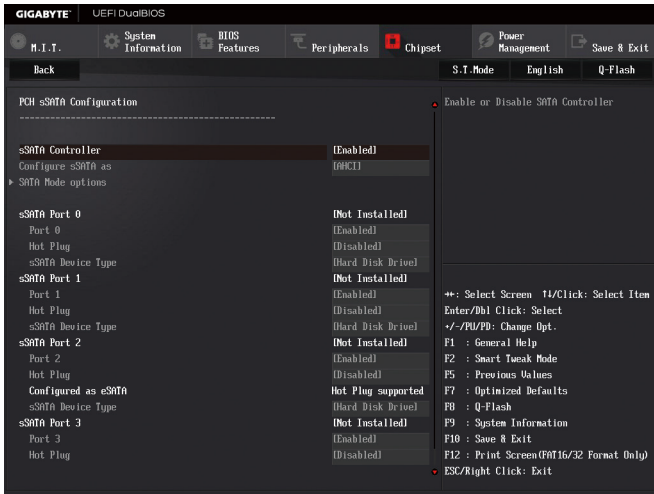 GIGABYTE™ UEFI DualBIOS
M.I.T. System Information BIOS Features Peripherals Chipset Power Management Save & Exit
Back S.T.Mode English Q-Flash
PCH sSATA Configuration Enable or Disable SATA Controller
--------------------------------------------------
sSATA Controller [Enabled]
Configure sSATA as [AHCI]
SATA Mode options
sSATA Port 0 [Not Installed]
Port 0 [Enabled]
Hot Plug [Disabled]
sSATA Device Type [Hard Disk Drive]
sSATA Port 1 [Not Installed]
Port 1 [Enabled]
Hot Plug [Disabled]
sSATA Device Type [Hard Disk Drive]
sSATA Port 2 [Not Installed]
Port 2 [Enabled]
Hot Plug [Disabled]
Configured as eSATA Hot Plug supported
sSATA Device Type [Hard Disk Drive]
sSATA Port 3 [Not Installed]
Port 3 [Enabled]
Hot Plug [Disabled]
→←: Select Screen ↑↓/Click: Select Item
Enter/Dbl Click: Select
+/-/PU/PD: Change Opt.
F1 : General Help
F2 : Smart Tweak Mode
F5 : Previous Values
F7 : Optimized Defaults
F8 : Q-Flash
F9 : System Information
F10 : Save & Exit
F12 : Print Screen(FAT16/32 Format Only)
ESC/Right Click: Exit